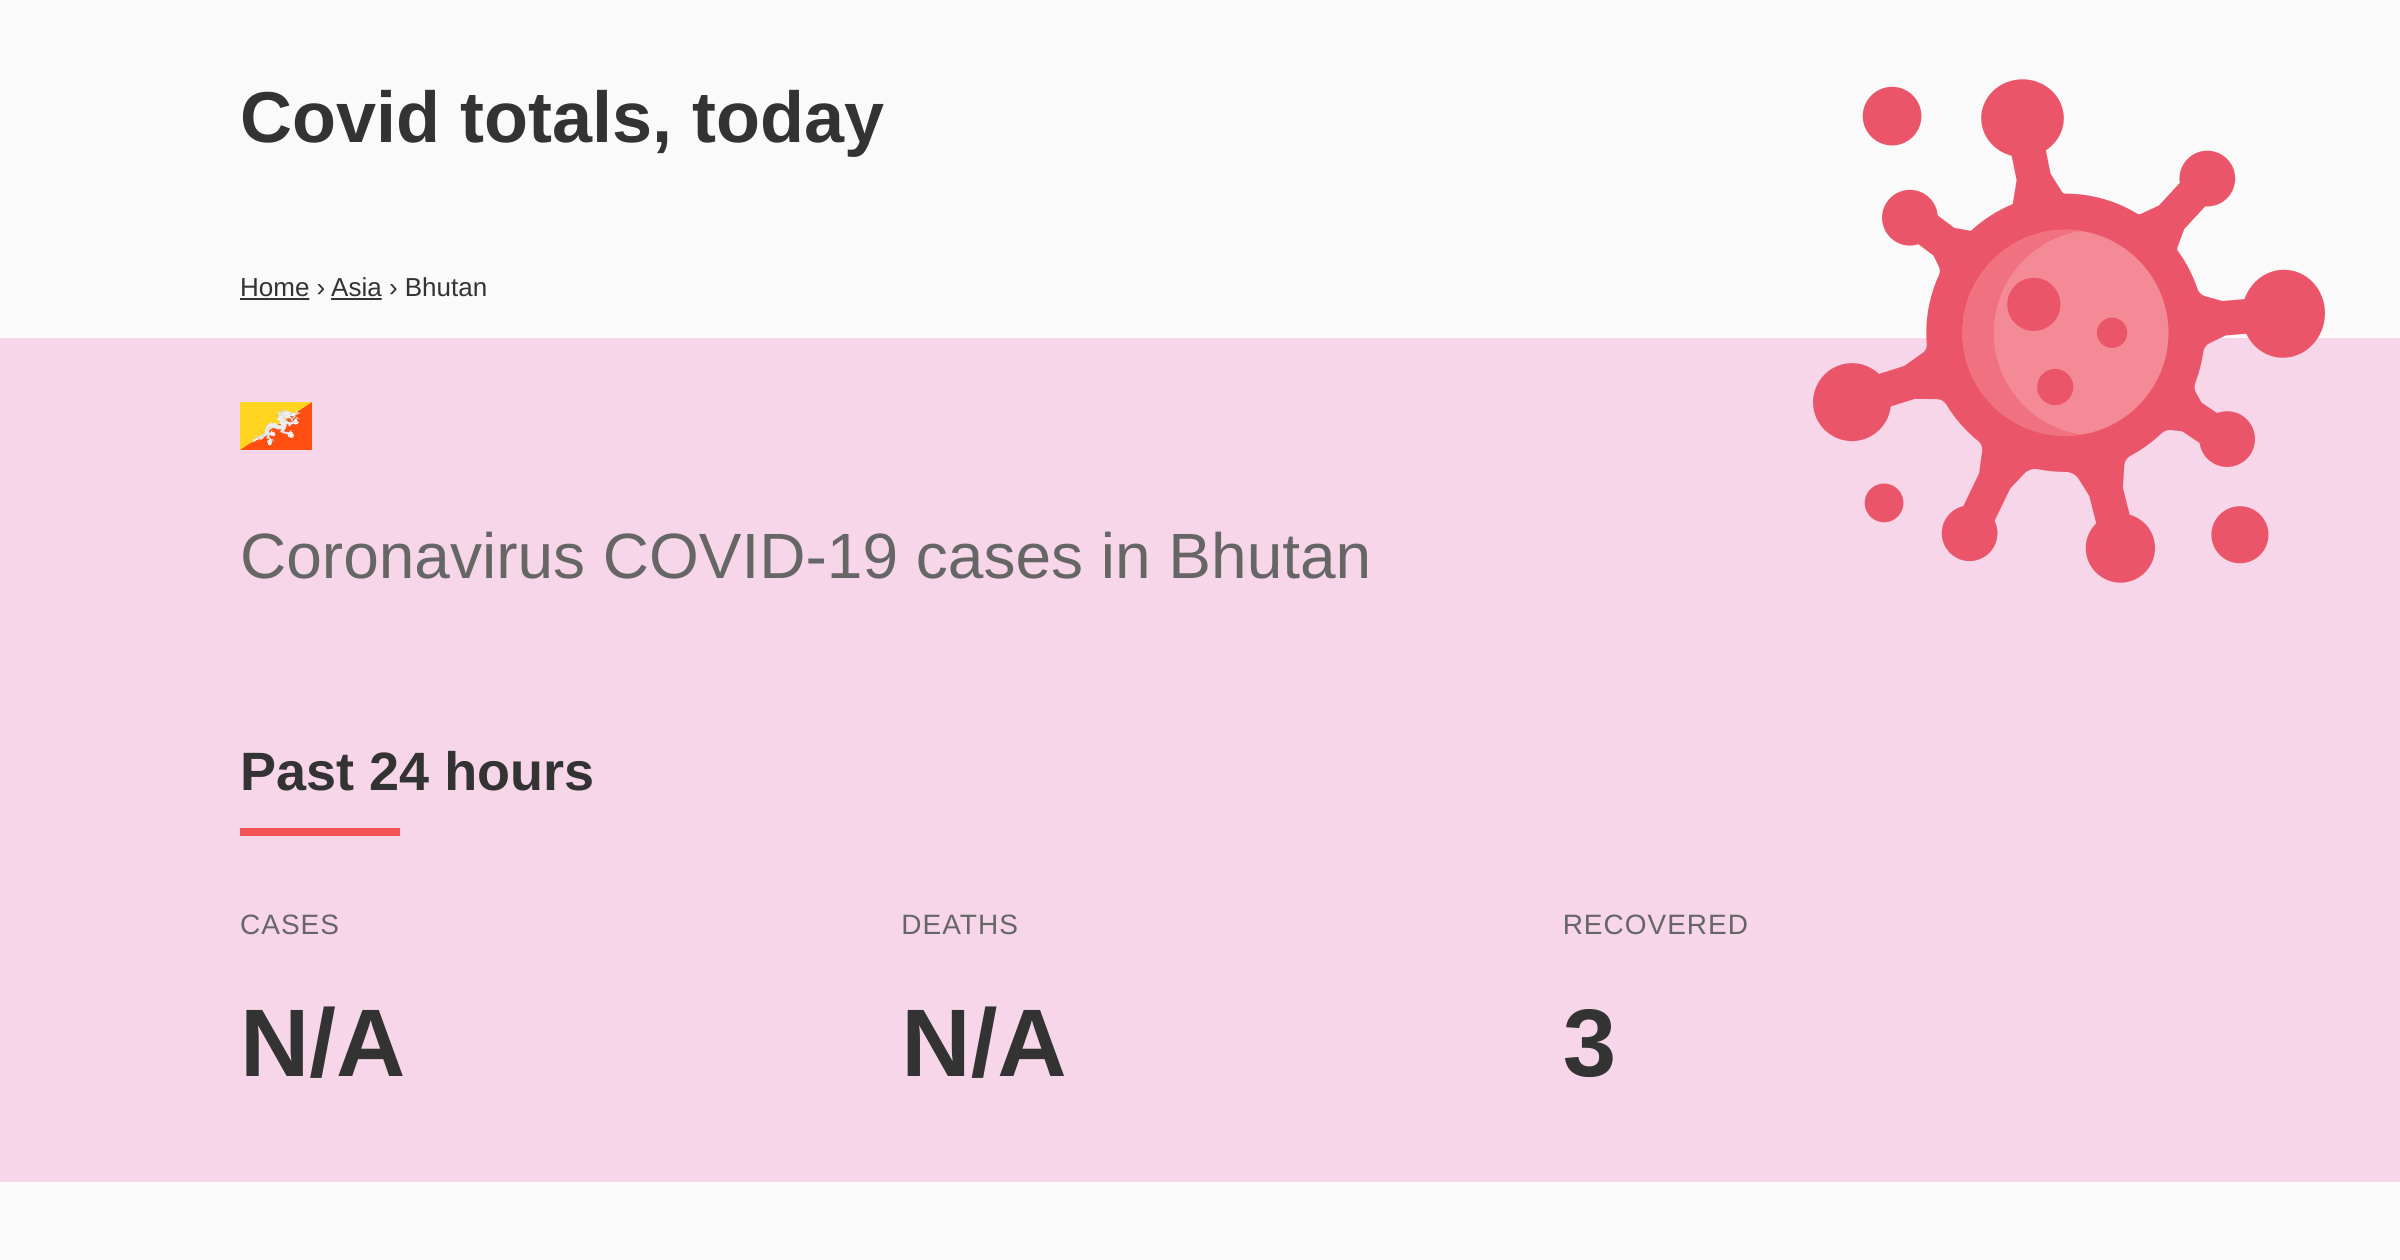 Covid totals, today
Home › Asia › Bhutan
Coronavirus COVID-19 cases in Bhutan
Past 24 hours
CASES DEATHS RECOVERED
N/A N/A 3